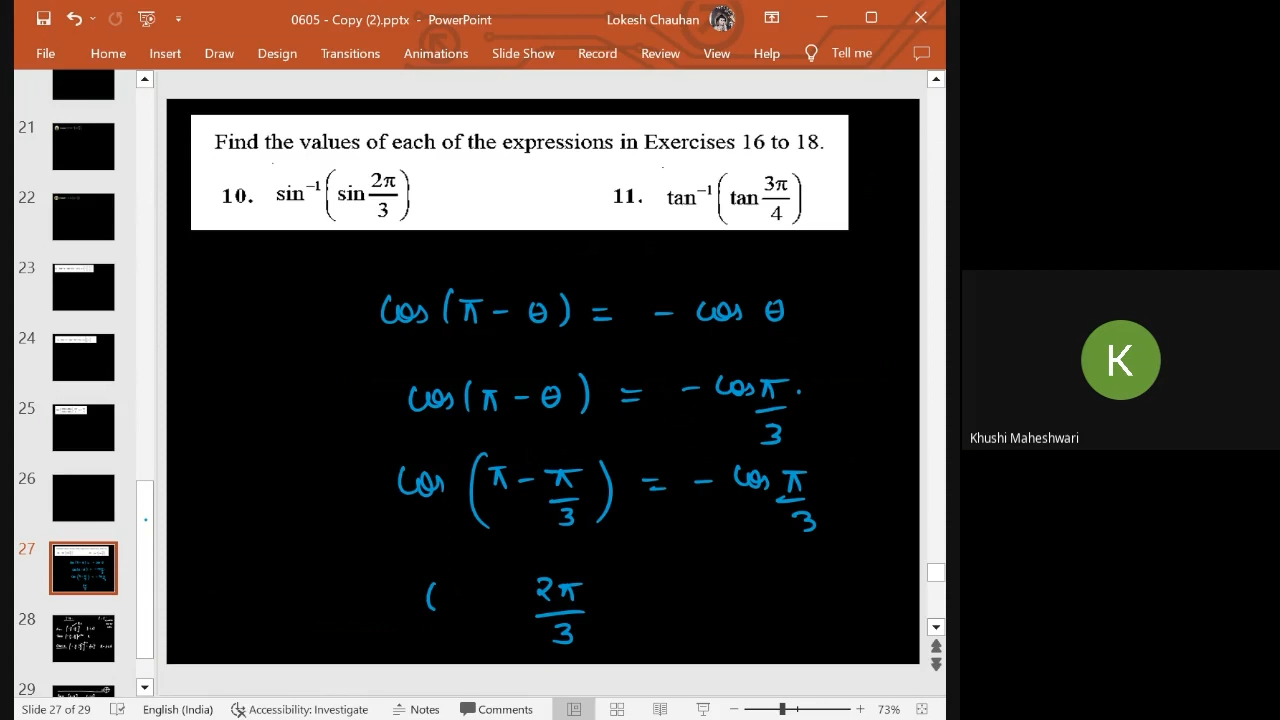 0605 - Copy (2).pptx - PowerPoint
Lokesh Chauhan
File Home Insert Draw Design Transitions Animations Slide Show Record Review View Help Tell me
21
22
23
24
25
26
27
28
29
Find the values of each of the expressions in Exercises 16 to 18.
10. sin⁻¹(sin 2π/3) 11. tan⁻¹(tan 3π/4)
cos(π - θ) = - cos θ
cos(π - θ) = - cos π/3.
cos(π - π/3) = - cos π/3
( 2π/3
K
Khushi Maheshwari
Slide 27 of 29 English (India) Accessibility: Investigate Notes Comments 73%